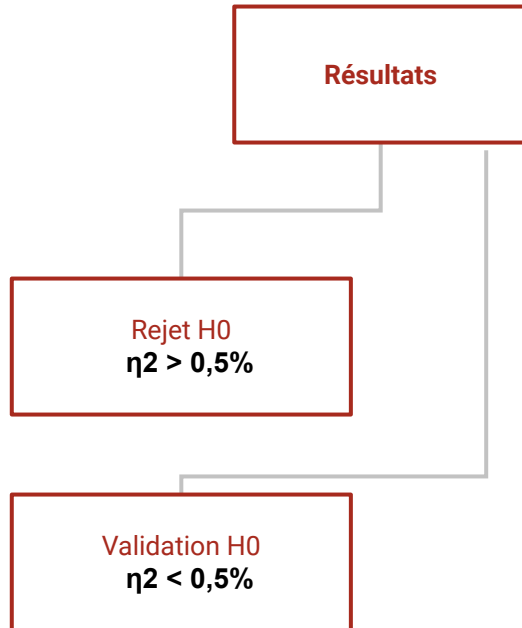 Résultats
Rejet H0
η2 > 0,5%
Validation H0
η2 < 0,5%